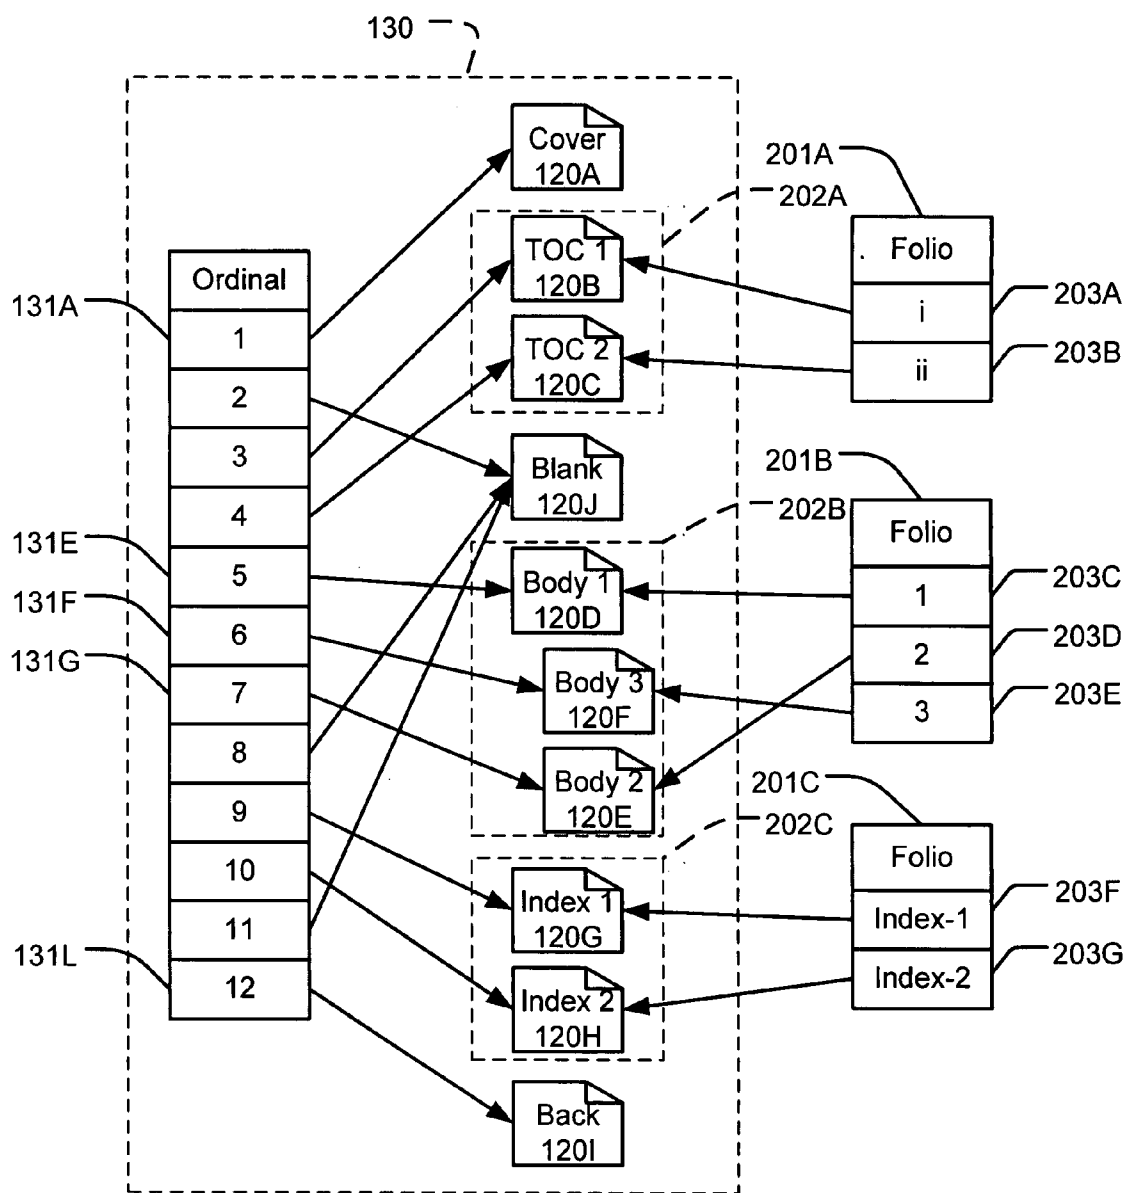 130
Cover
120A
201A
202A
TOC 1
120B
Folio
Ordinal
131A
i
203A
1
TOC 2
120C
ii
203B
2
3
Blank
120J
201B
202B
4
Folio
131E
5
Body 1
120D
1
203C
131F
6
2
203D
131G
7
Body 3
120F
3
203E
8
Body 2
120E
201C
202C
9
Folio
10
Index 1
120G
Index-1
203F
11
131L
12
Index 2
120H
Index-2
203G
Back
120I